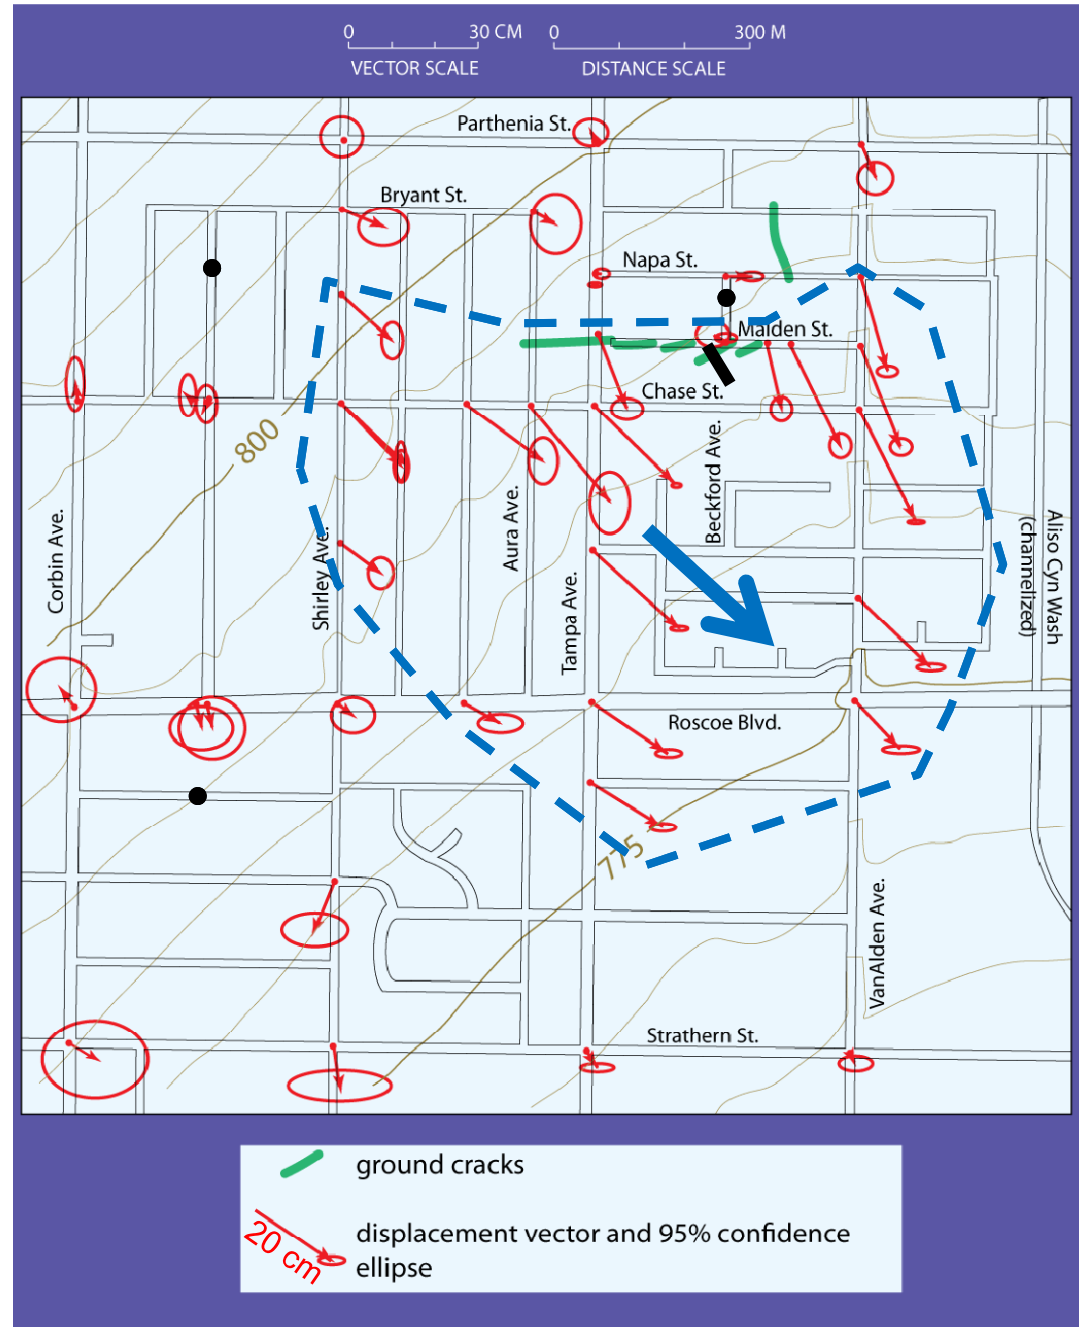 0 30 CM 0 300 M
VECTOR SCALE DISTANCE SCALE
Parthenia St.
Bryant St.
Napa St.
Malden St.
Chase St.
800
Beckford Ave.
Corbin Ave.
Shirley Ave.
Aura Ave.
Tampa Ave.
Aliso Cyn Wash
(channelized)
Roscoe Blvd.
775
VanAlden Ave.
Strathern St.
ground cracks
20 cm
displacement vector and 95% confidence
ellipse